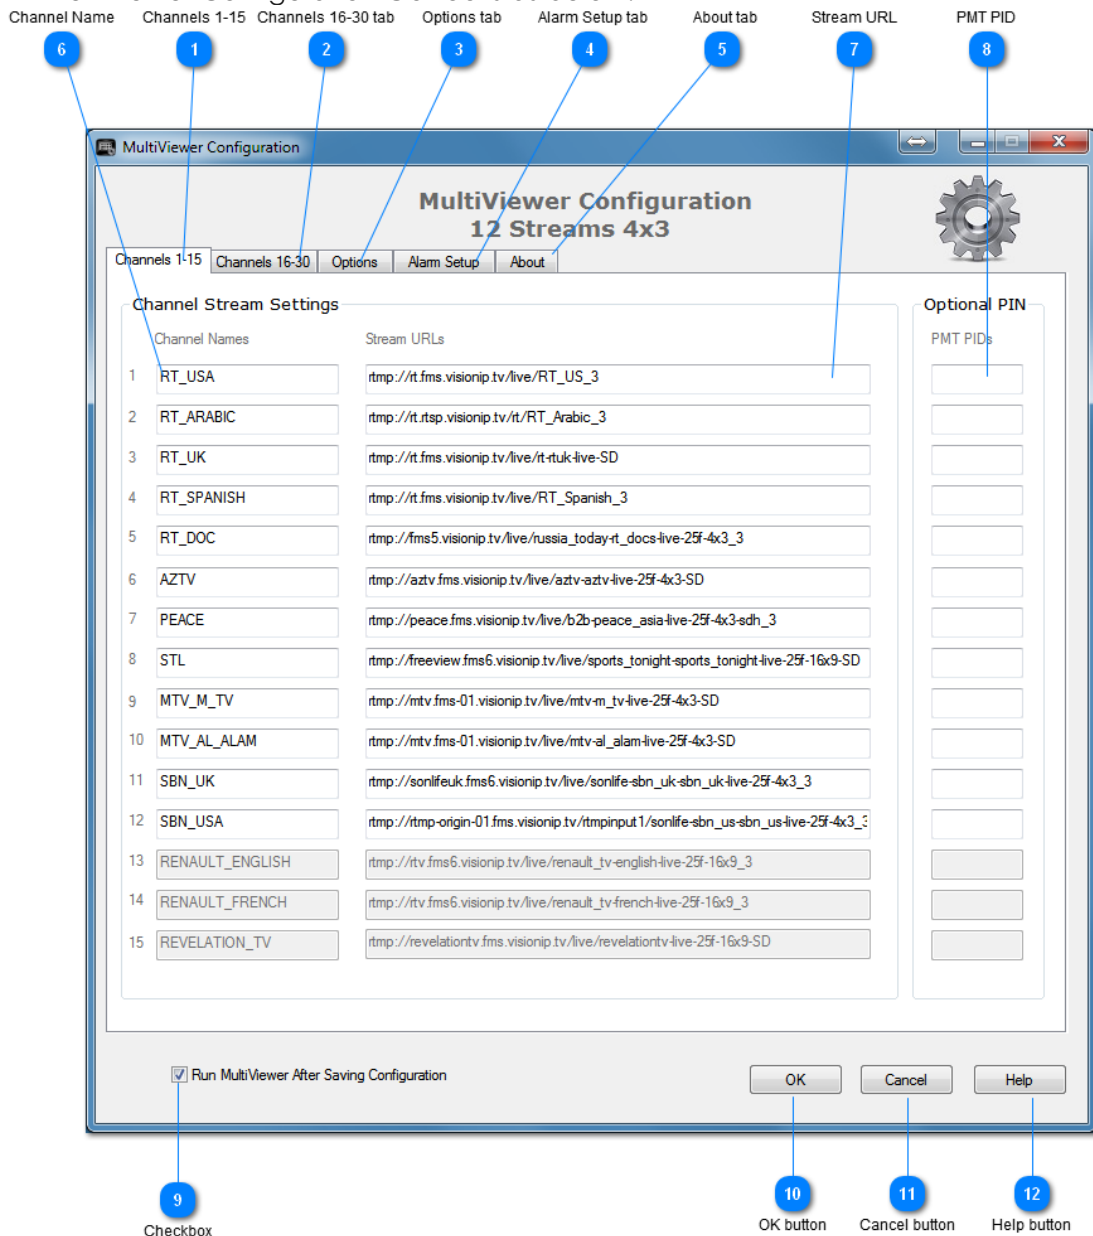 Channel Name Channels 1-15 Channels 16-30 tab Options tab Alarm Setup tab About tab Stream URL PMT PID
6 1 2 3 4 5 7 8
MultiViewer Configuration
MultiViewer Configuration
12 Streams 4x3
Channels 1-15 Channels 16-30 Options Alarm Setup About
Channel Stream Settings Optional PIN
Channel Names Stream URLs PMT PIDs
1 RT_USA rtmp://rt.fms.visionip.tv/live/RT_US_3
2 RT_ARABIC rtmp://rt.rtsp.visionip.tv/rt/RT_Arabic_3
3 RT_UK rtmp://rt.fms.visionip.tv/live/rt-rtuk-live-SD
4 RT_SPANISH rtmp://rt.fms.visionip.tv/live/RT_Spanish_3
5 RT_DOC rtmp://fms5.visionip.tv/live/russia_today-rt_docs-live-25f-4x3_3
6 AZTV rtmp://aztv.fms.visionip.tv/live/aztv-aztv-live-25f-4x3-SD
7 PEACE rtmp://peace.fms.visionip.tv/live/b2b-peace_asia-live-25f-4x3-sdh_3
8 STL rtmp://freeview.fms6.visionip.tv/live/sports_tonight-sports_tonight-live-25f-16x9-SD
9 MTV_M_TV rtmp://mtv.fms-01.visionip.tv/live/mtv-m_tv-live-25f-4x3-SD
10 MTV_AL_ALAM rtmp://mtv.fms-01.visionip.tv/live/mtv-al_alam-live-25f-4x3-SD
11 SBN_UK rtmp://sonlifeuk.fms6.visionip.tv/live/sonlife-sbn_uk-sbn_uk-live-25f-4x3_3
12 SBN_USA rtmp://rtmp-origin-01.fms.visionip.tv/rtmpinput1/sonlife-sbn_us-sbn_us-live-25f-4x3_3
13 RENAULT_ENGLISH rtmp://rtv.fms6.visionip.tv/live/renault_tv-english-live-25f-16x9_3
14 RENAULT_FRENCH rtmp://rtv.fms6.visionip.tv/live/renault_tv-french-live-25f-16x9_3
15 REVELATION_TV rtmp://revelationtv.fms.visionip.tv/live/revelationtv-live-25f-16x9-SD
Run MultiViewer After Saving Configuration OK Cancel Help
9 10 11 12
Checkbox OK button Cancel button Help button